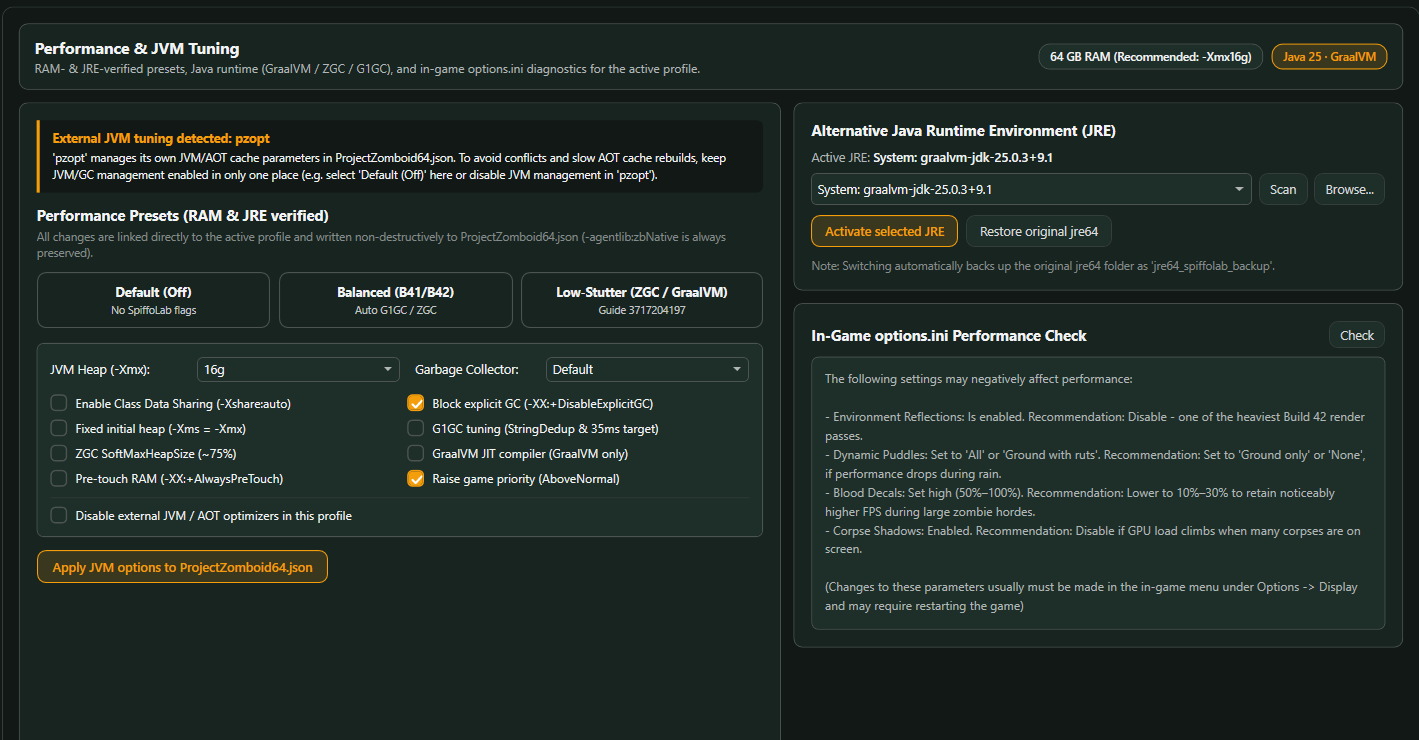 Performance & JVM Tuning
RAM- & JRE-verified presets, Java runtime (GraalVM / ZGC / G1GC), and in-game options.ini diagnostics for the active profile.
64 GB RAM (Recommended: -Xmx16g)
Java 25 · GraalVM
External JVM tuning detected: pzopt
'pzopt' manages its own JVM/AOT cache parameters in ProjectZomboid64.json. To avoid conflicts and slow AOT cache rebuilds, keep
JVM/GC management enabled in only one place (e.g. select 'Default (Off)' here or disable JVM management in 'pzopt').
Performance Presets (RAM & JRE verified)
All changes are linked directly to the active profile and written non-destructively to ProjectZomboid64.json (-agentlib:zbNative is always
preserved).
Default (Off)
No SpiffoLab flags
Balanced (B41/B42)
Auto G1GC / ZGC
Low-Stutter (ZGC / GraalVM)
Guide 3717204197
JVM Heap (-Xmx):
16g
Garbage Collector:
Default
Enable Class Data Sharing (-Xshare:auto)
Block explicit GC (-XX:+DisableExplicitGC)
Fixed initial heap (-Xms = -Xmx)
G1GC tuning (StringDedup & 35ms target)
ZGC SoftMaxHeapSize (~75%)
GraalVM JIT compiler (GraalVM only)
Pre-touch RAM (-XX:+AlwaysPreTouch)
Raise game priority (AboveNormal)
Disable external JVM / AOT optimizers in this profile
Apply JVM options to ProjectZomboid64.json
Alternative Java Runtime Environment (JRE)
Active JRE: System: graalvm-jdk-25.0.3+9.1
System: graalvm-jdk-25.0.3+9.1
Scan
Browse...
Activate selected JRE
Restore original jre64
Note: Switching automatically backs up the original jre64 folder as 'jre64_spiffolab_backup'.
In-Game options.ini Performance Check
Check
The following settings may negatively affect performance:
- Environment Reflections: Is enabled. Recommendation: Disable - one of the heaviest Build 42 render
passes.
- Dynamic Puddles: Set to 'All' or 'Ground with ruts'. Recommendation: Set to 'Ground only' or 'None',
if performance drops during rain.
- Blood Decals: Set high (50%–100%). Recommendation: Lower to 10%–30% to retain noticeably
higher FPS during large zombie hordes.
- Corpse Shadows: Enabled. Recommendation: Disable if GPU load climbs when many corpses are on
screen.
(Changes to these parameters usually must be made in the in-game menu under Options -> Display
and may require restarting the game)